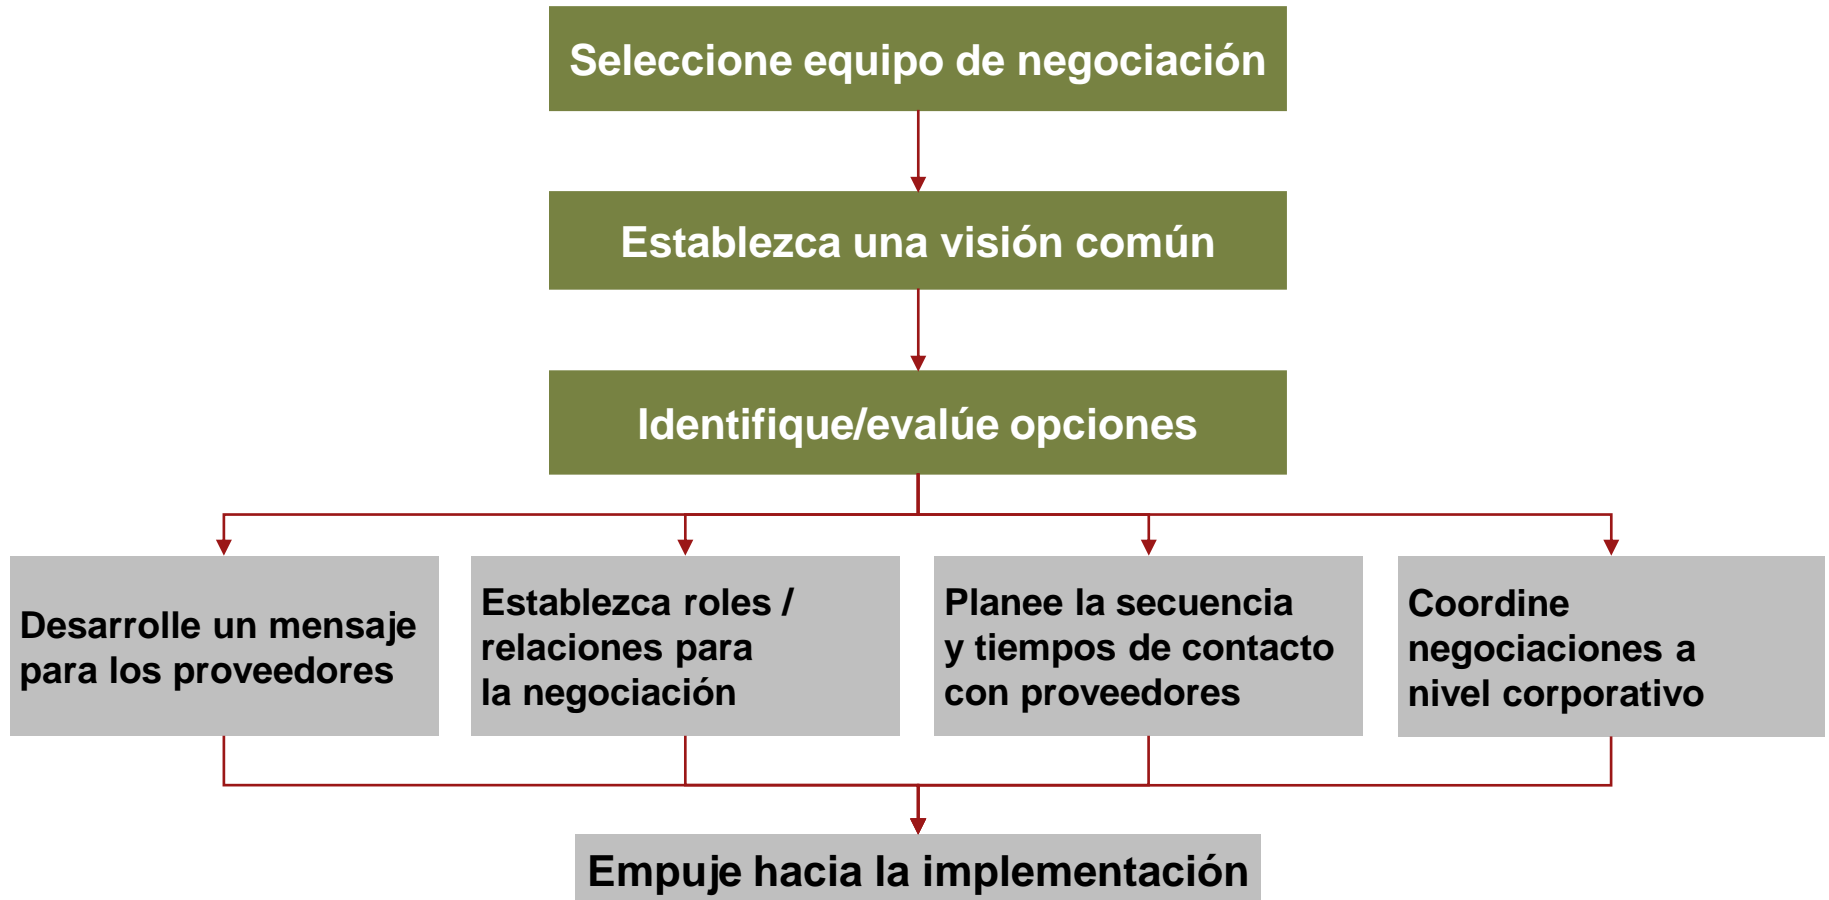 Seleccione equipo de negociación
Establezca una visión común
Identifique/evalúe opciones
Desarrolle un mensaje
para los proveedores
Establezca roles /
relaciones para
la negociación
Planee la secuencia
y tiempos de contacto
con proveedores
Coordine
negociaciones a
nivel corporativo
Empuje hacia la implementación